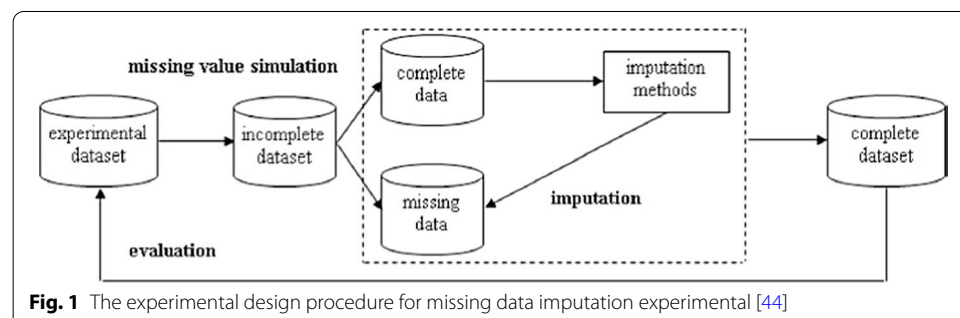 missing value simulation
experimental
dataset
incomplete
dataset
complete
data
imputation
methods
missing
data
imputation
complete
dataset
evaluation
Fig. 1 The experimental design procedure for missing data imputation experimental [44]